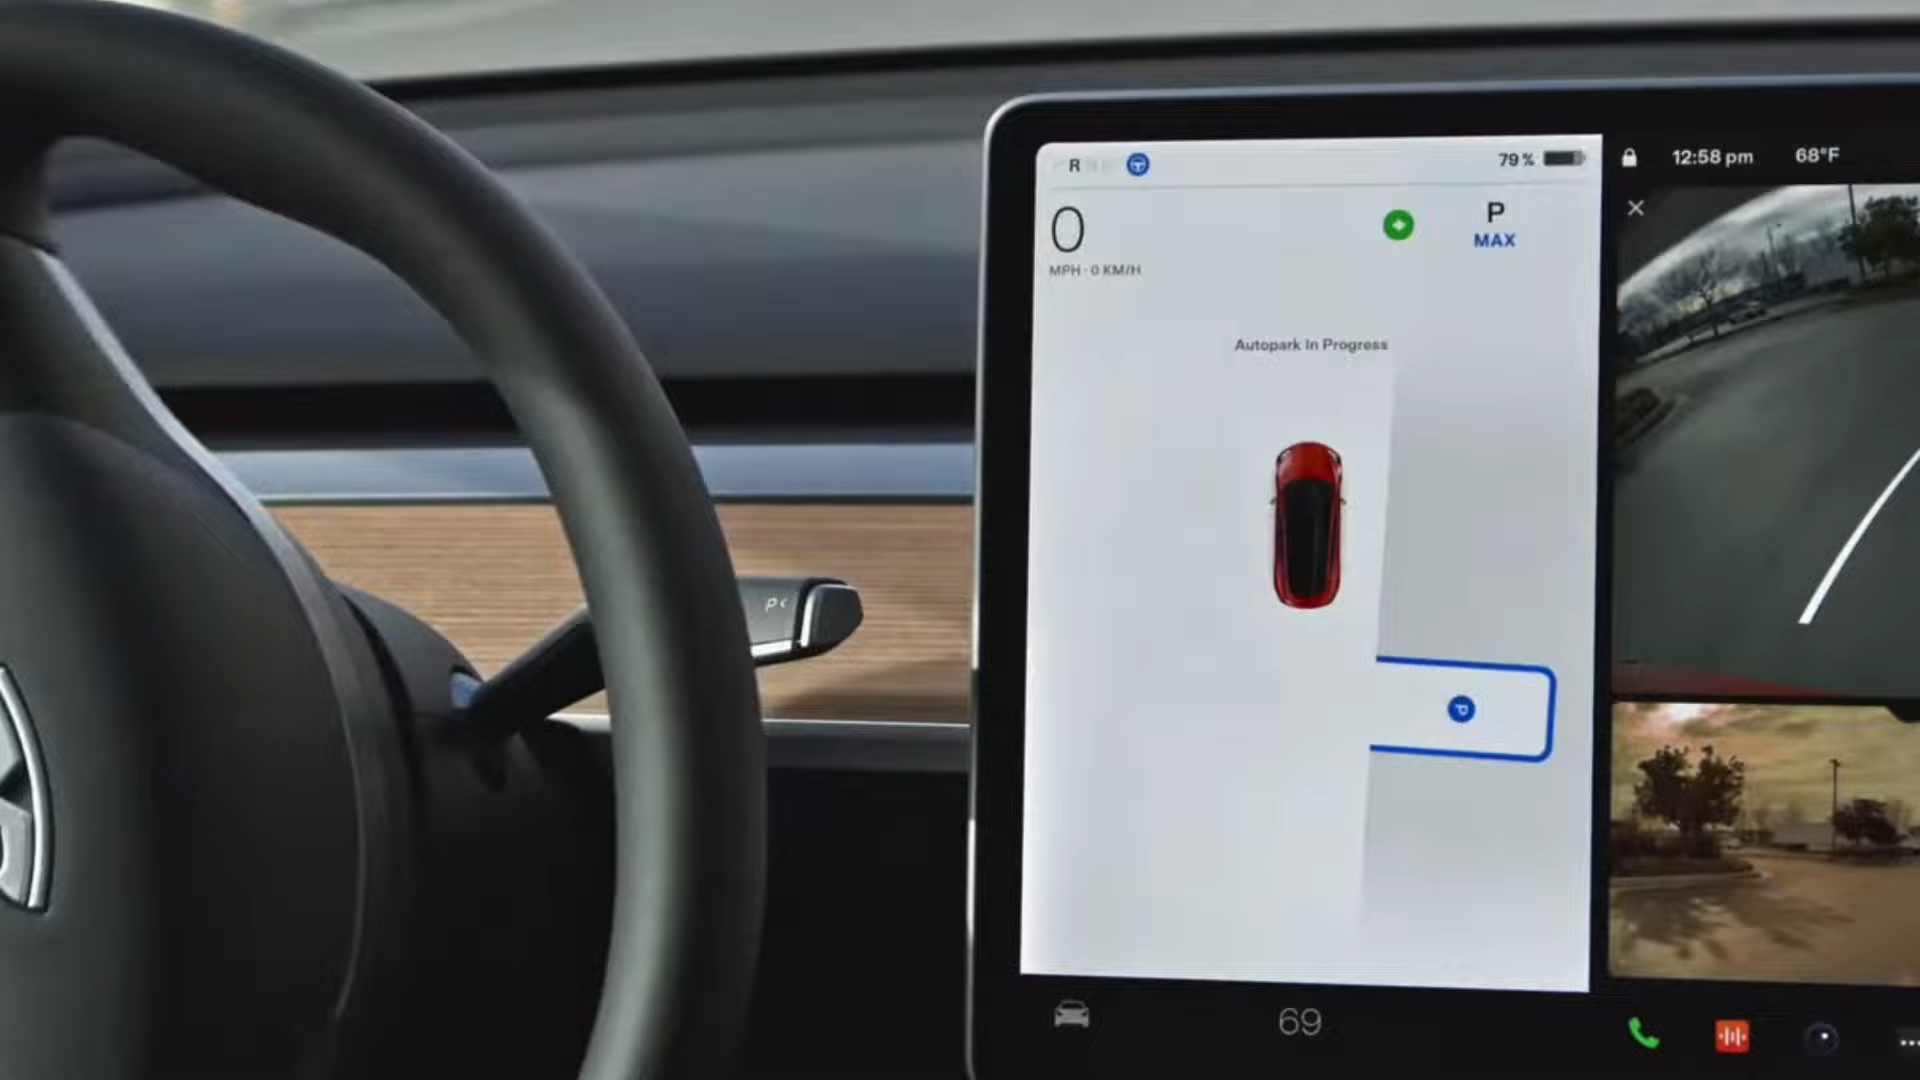 R
79 %
12:58 pm
68°F
0
MPH · 0 KM/H
P
MAX
Autopark In Progress
P
P
69